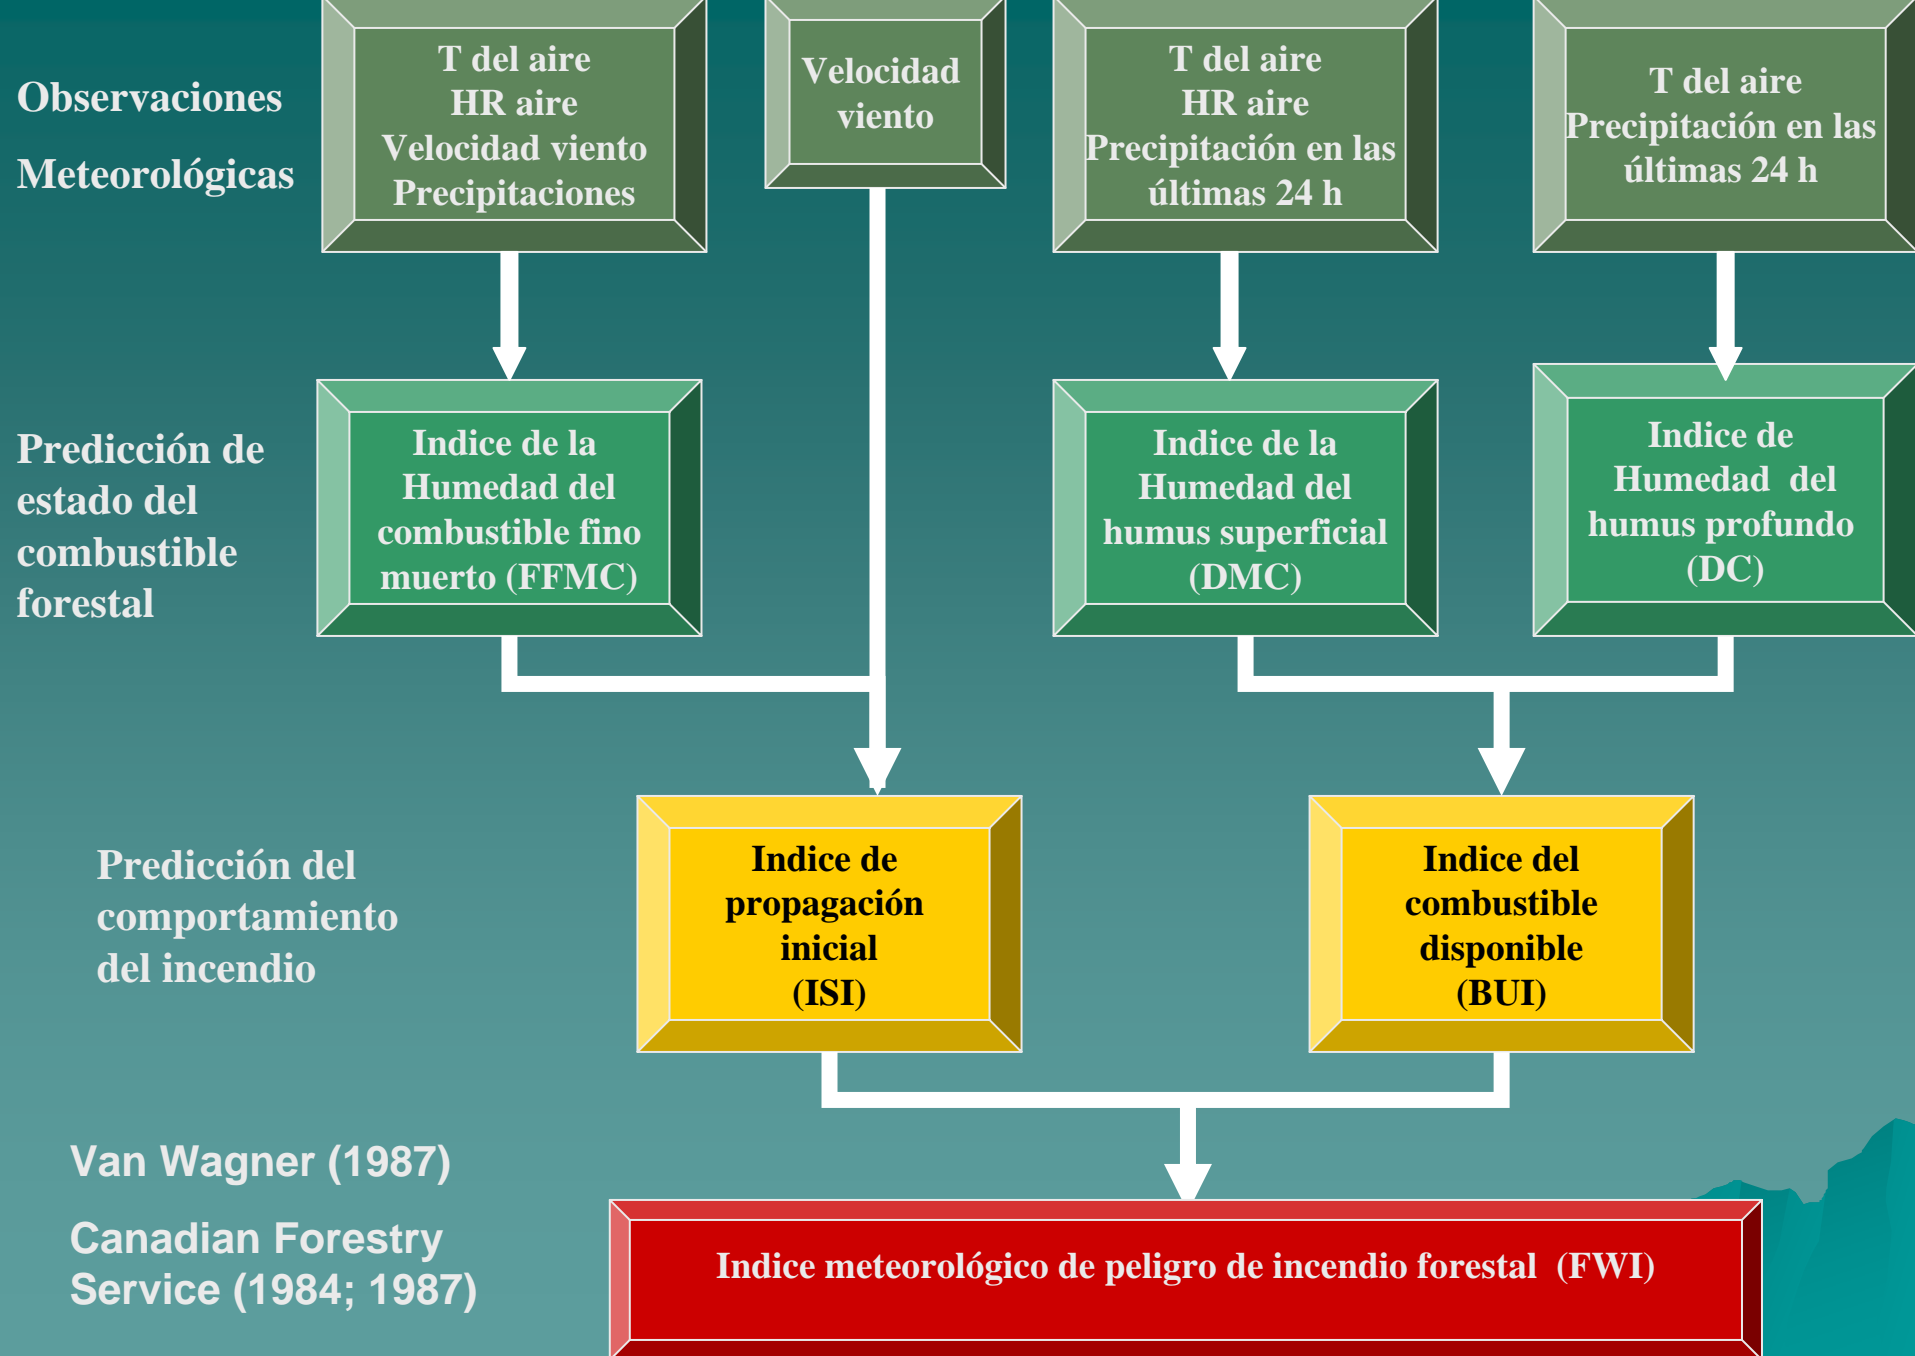 Observaciones
Meteorológicas
T del aire
HR aire
Velocidad viento
Precipitaciones
Velocidad
viento
T del aire
HR aire
Precipitación en las
últimas 24 h
T del aire
Precipitación en las
últimas 24 h
Predicción de
estado del
combustible
forestal
Indice de la
Humedad del
combustible fino
muerto (FFMC)
Indice de la
Humedad del
humus superficial
(DMC)
Indice de
Humedad del
humus profundo
(DC)
Predicción del
comportamiento
del incendio
Indice de
propagación
inicial
(ISI)
Indice del
combustible
disponible
(BUI)
Van Wagner (1987)
Canadian Forestry
Service (1984; 1987)
Indice meteorológico de peligro de incendio forestal (FWI)